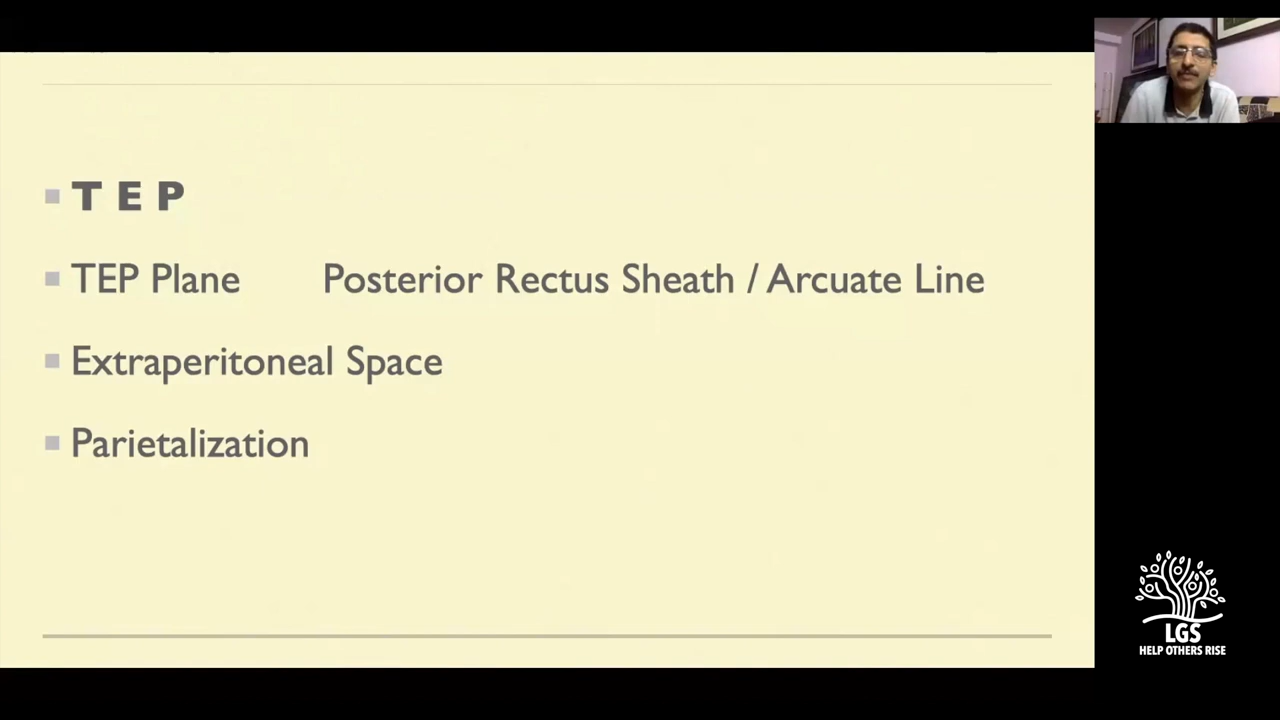 T E P
TEP Plane Posterior Rectus Sheath / Arcuate Line
Extraperitoneal Space
Parietalization
LGS
HELP OTHERS RISE